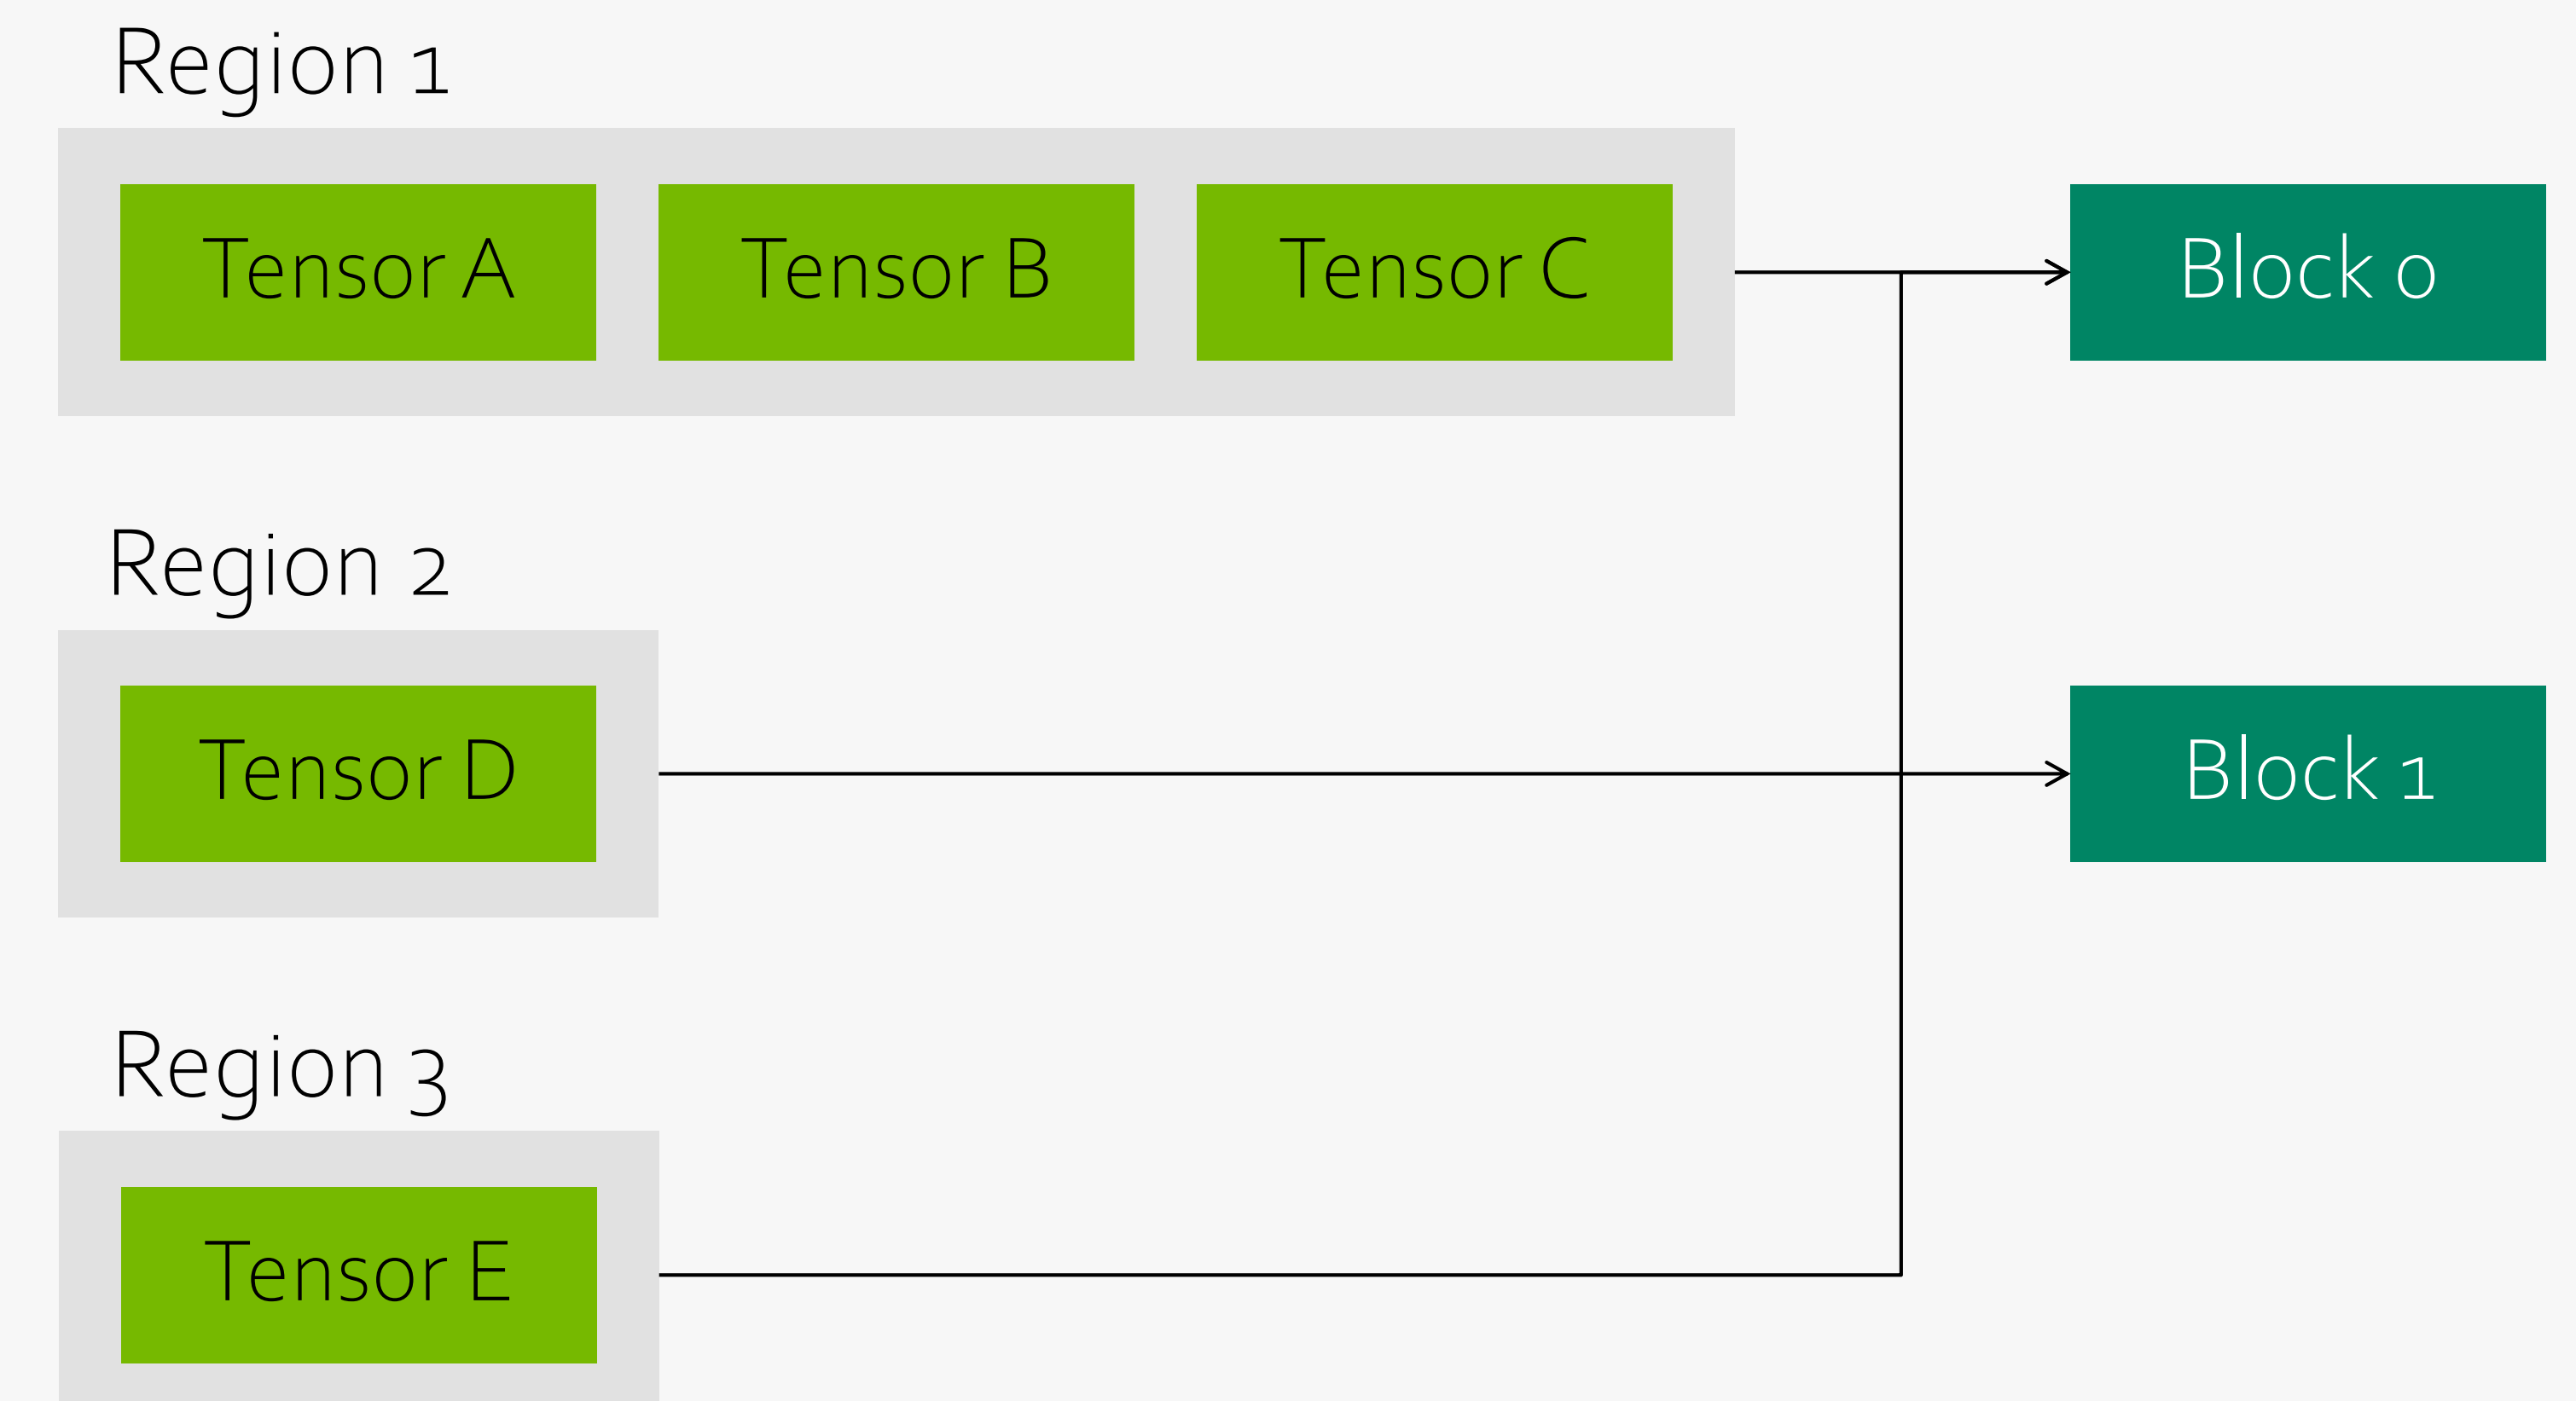 Region 1
Tensor A
Tensor B
Tensor C
Block 0
Region 2
Tensor D
Block 1
Region 3
Tensor E